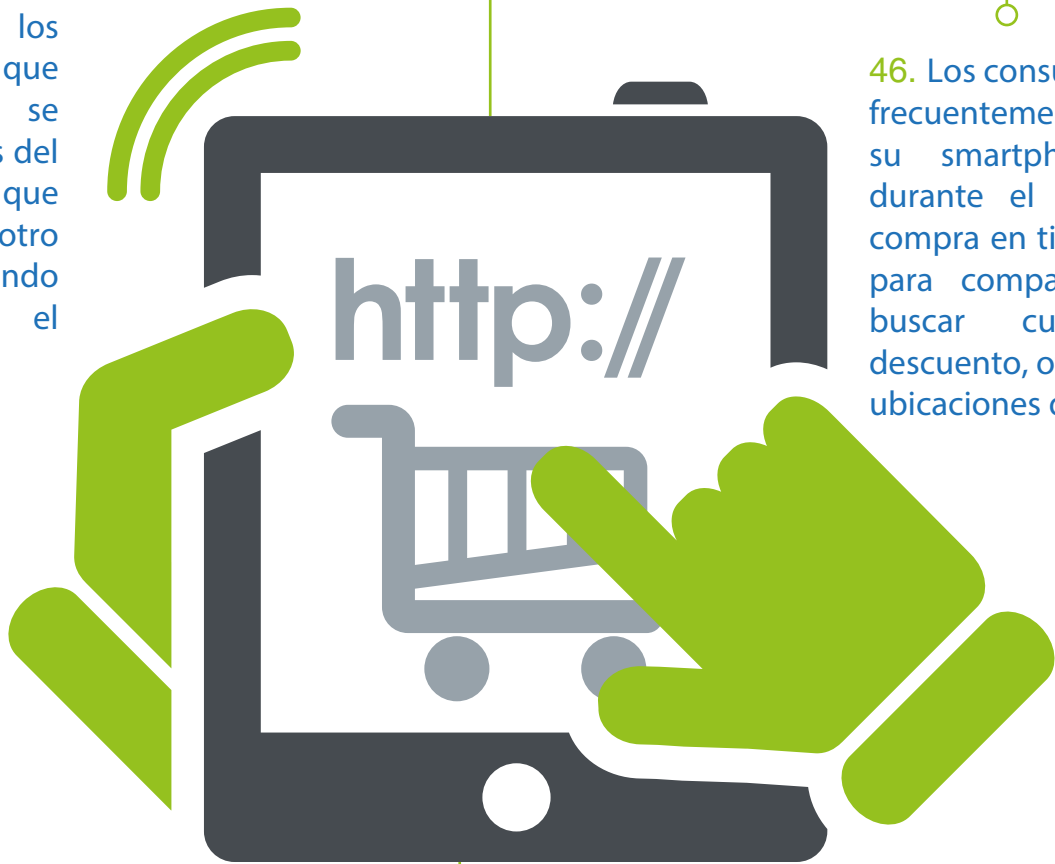 los
que
se
s del
que
otro
ndo
el
http://
46. Los consu
frecuenteme
su smartph
durante el
compra en ti
para compa
buscar cu
descuento, o
ubicaciones